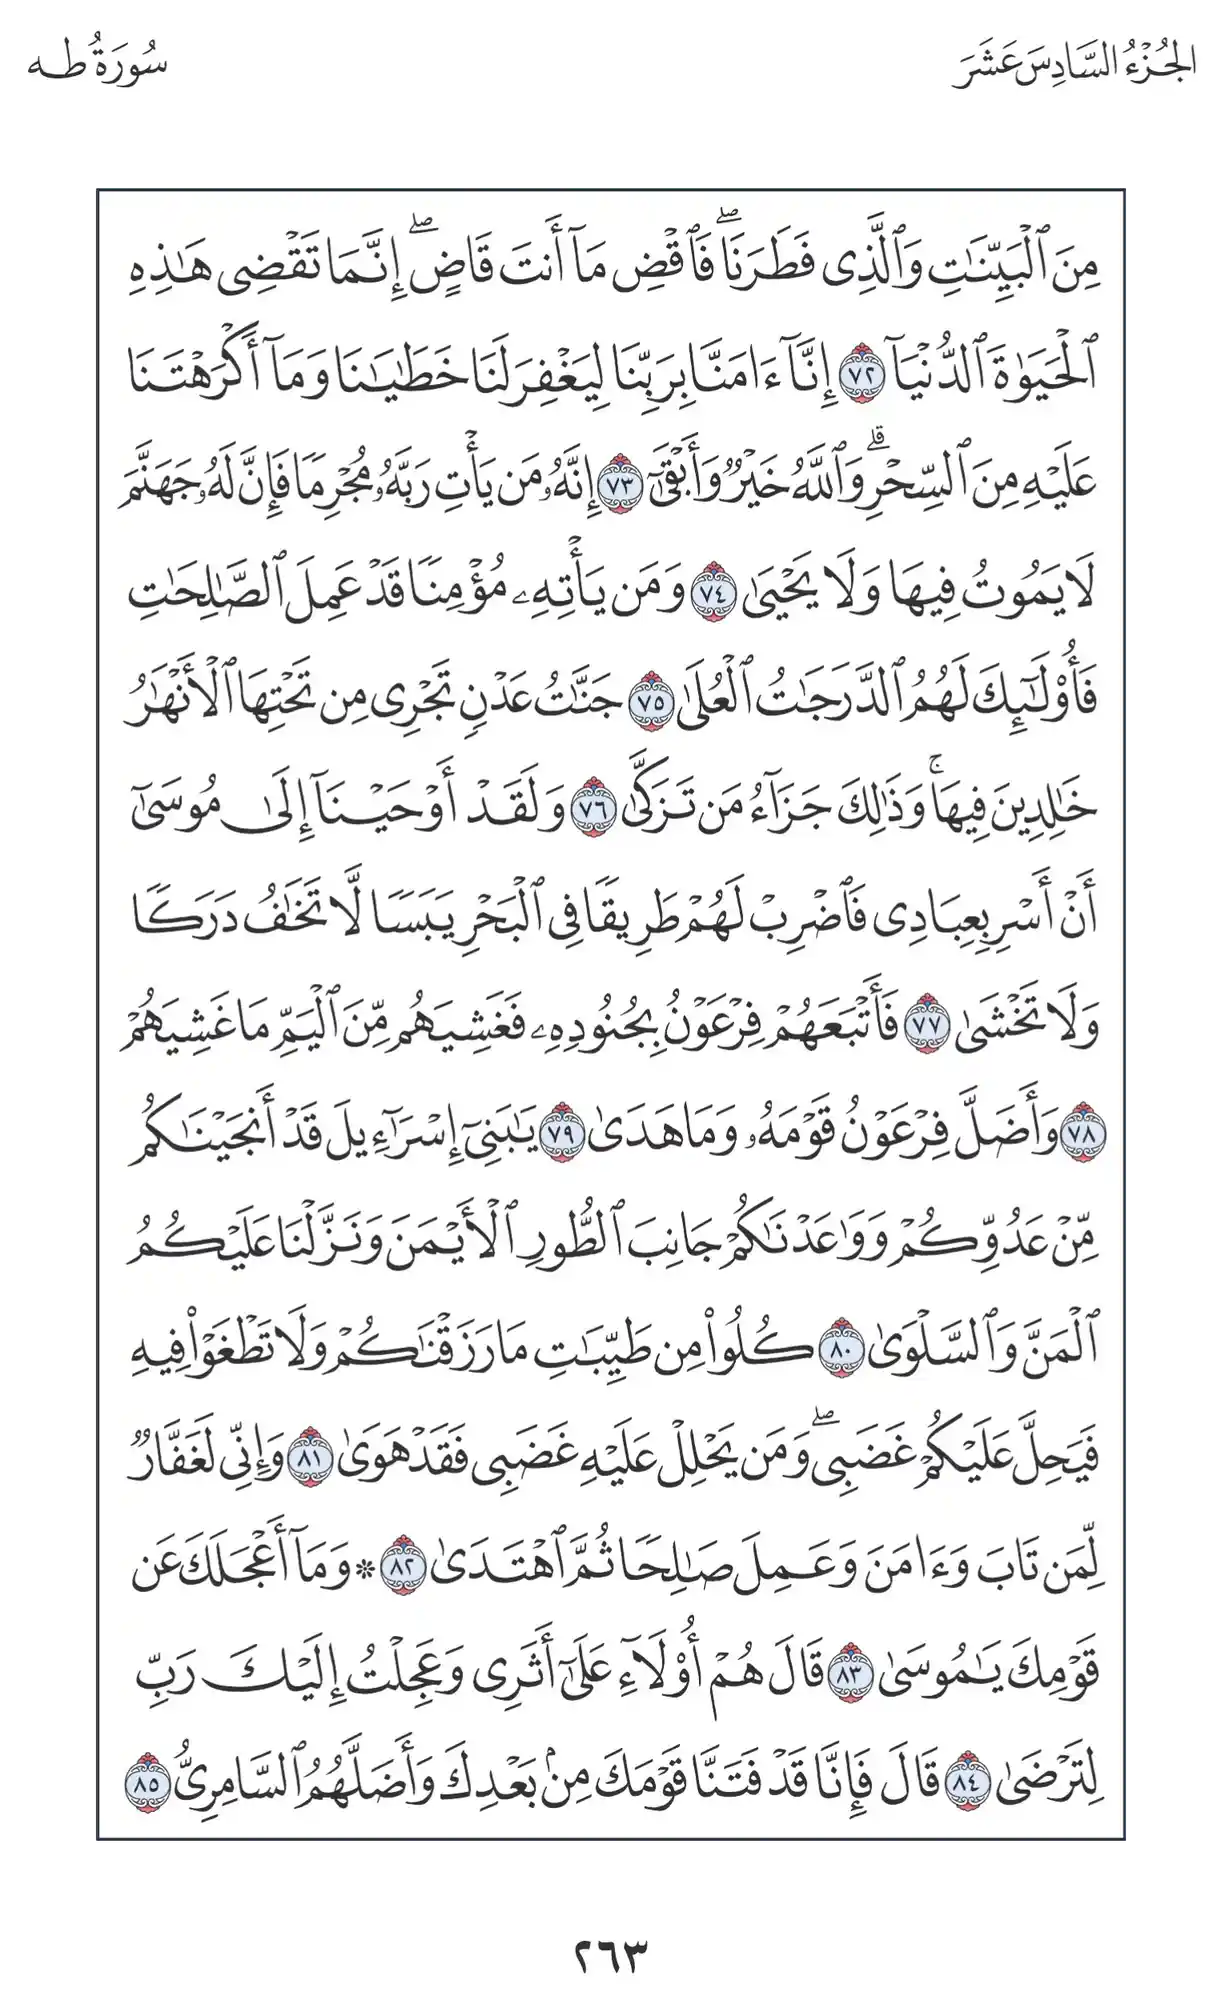 الجُزْءُ السَّادِسَ عَشَرَ
سُورَةُ طه
مِنَ ٱلْبَيِّنَٰتِ وَٱلَّذِى فَطَرَنَاۖ فَٱقْضِ مَآ أَنتَ قَاضٍۖ إِنَّمَا تَقْضِى هَٰذِهِ
ٱلْحَيَوٰةَ ٱلدُّنْيَآ ٧٢ إِنَّآ ءَامَنَّا بِرَبِّنَا لِيَغْفِرَ لَنَا خَطَٰيَٰنَا وَمَآ أَكْرَهْتَنَا
عَلَيْهِ مِنَ ٱلسِّحْرِۗ وَٱللَّهُ خَيْرٌ وَأَبْقَىٰٓ ٧٣ إِنَّهُۥ مَن يَأْتِ رَبَّهُۥ مُجْرِمًا فَإِنَّ لَهُۥ جَهَنَّمَ
لَا يَمُوتُ فِيهَا وَلَا يَحْيَىٰ ٧٤ وَمَن يَأْتِهِۦ مُؤْمِنًا قَدْ عَمِلَ ٱلصَّٰلِحَٰتِ
فَأُو۟لَٰٓئِكَ لَهُمُ ٱلدَّرَجَٰتُ ٱلْعُلَىٰ ٧٥ جَنَّٰتُ عَدْنٍ تَجْرِى مِن تَحْتِهَا ٱلْأَنْهَٰرُ
خَٰلِدِينَ فِيهَاۚ وَذَٰلِكَ جَزَآءُ مَن تَزَكَّىٰ ٧٦ وَلَقَدْ أَوْحَيْنَآ إِلَىٰ مُوسَىٰٓ
أَنْ أَسْرِ بِعِبَادِى فَٱضْرِبْ لَهُمْ طَرِيقًا فِى ٱلْبَحْرِ يَبَسًا لَّا تَخَٰفُ دَرَكًا
وَلَا تَخْشَىٰ ٧٧ فَأَتْبَعَهُمْ فِرْعَوْنُ بِجُنُودِهِۦ فَغَشِيَهُم مِّنَ ٱلْيَمِّ مَا غَشِيَهُمْ
٧٨ وَأَضَلَّ فِرْعَوْنُ قَوْمَهُۥ وَمَا هَدَىٰ ٧٩ يَٰبَنِىٓ إِسْرَٰٓءِيلَ قَدْ أَنجَيْنَٰكُم
مِّنْ عَدُوِّكُمْ وَوَٰعَدْنَٰكُمْ جَانِبَ ٱلطُّورِ ٱلْأَيْمَنَ وَنَزَّلْنَا عَلَيْكُمُ
ٱلْمَنَّ وَٱلسَّلْوَىٰ ٨٠ كُلُوا۟ مِن طَيِّبَٰتِ مَا رَزَقْنَٰكُمْ وَلَا تَطْغَوْا۟ فِيهِ
فَيَحِلَّ عَلَيْكُمْ غَضَبِىۖ وَمَن يَحْلِلْ عَلَيْهِ غَضَبِى فَقَدْ هَوَىٰ ٨١ وَإِنِّى لَغَفَّارٌ
لِّمَن تَابَ وَءَامَنَ وَعَمِلَ صَٰلِحًا ثُمَّ ٱهْتَدَىٰ ٨٢ * وَمَآ أَعْجَلَكَ عَن
قَوْمِكَ يَٰمُوسَىٰ ٨٣ قَالَ هُمْ أُو۟لَآءِ عَلَىٰٓ أَثَرِى وَعَجِلْتُ إِلَيْكَ رَبِّ
لِتَرْضَىٰ ٨٤ قَالَ فَإِنَّا قَدْ فَتَنَّا قَوْمَكَ مِنۢ بَعْدِكَ وَأَضَلَّهُمُ ٱلسَّامِرِىُّ ٨٥
٢٦٣